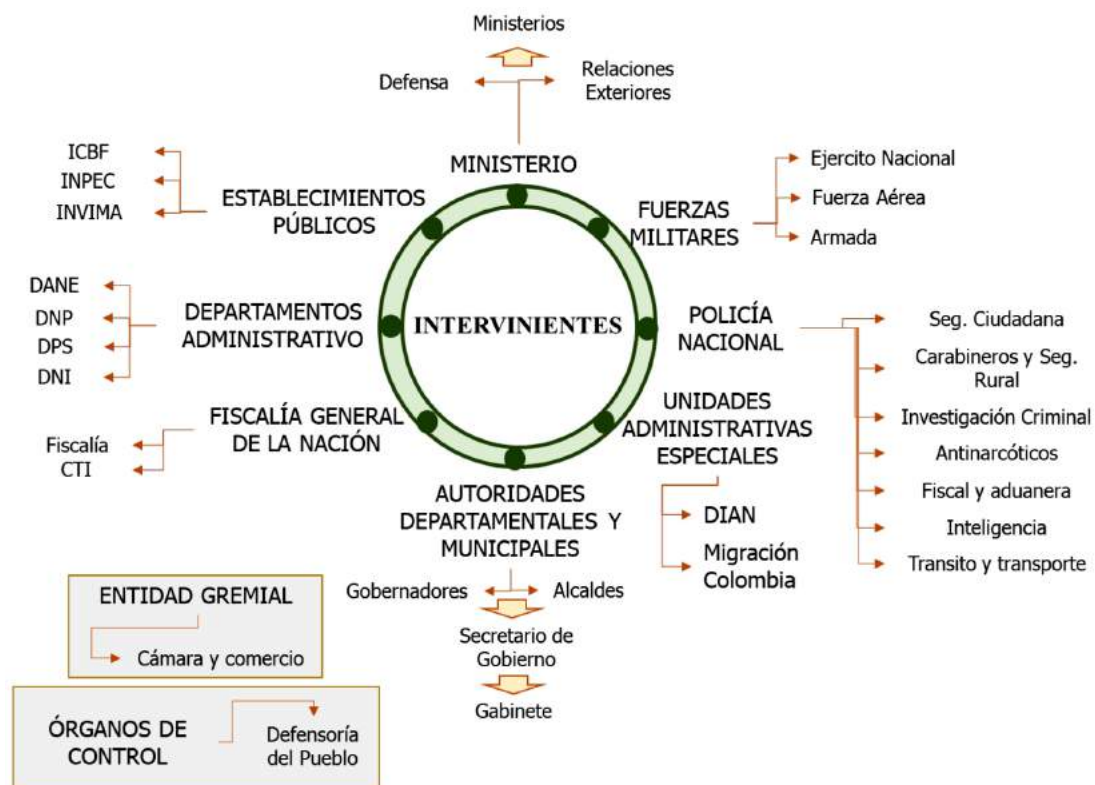 Ministerios
Defensa
Relaciones
Exteriores
MINISTERIO
ICBF
INPEC
INVIMA
ESTABLECIMIENTOS
PÚBLICOS
FUERZAS
MILITARES
Ejercito Nacional
Fuerza Aérea
Armada
DANE
DNP
DPS
DNI
DEPARTAMENTOS
ADMINISTRATIVO
INTERVINIENTES
POLICÍA
NACIONAL
Seg. Ciudadana
Carabineros y Seg.
Rural
Investigación Criminal
Antinarcóticos
Fiscal y aduanera
Inteligencia
Transito y transporte
UNIDADES
ADMINISTRATIVAS
ESPECIALES
DIAN
Migración
Colombia
FISCALÍA GENERAL
DE LA NACIÓN
Fiscalía
CTI
AUTORIDADES
DEPARTAMENTALES Y
MUNICIPALES
Gobernadores
Alcaldes
Secretario de
Gobierno
Gabinete
ENTIDAD GREMIAL
Cámara y comercio
ÓRGANOS DE
CONTROL
Defensoría
del Pueblo